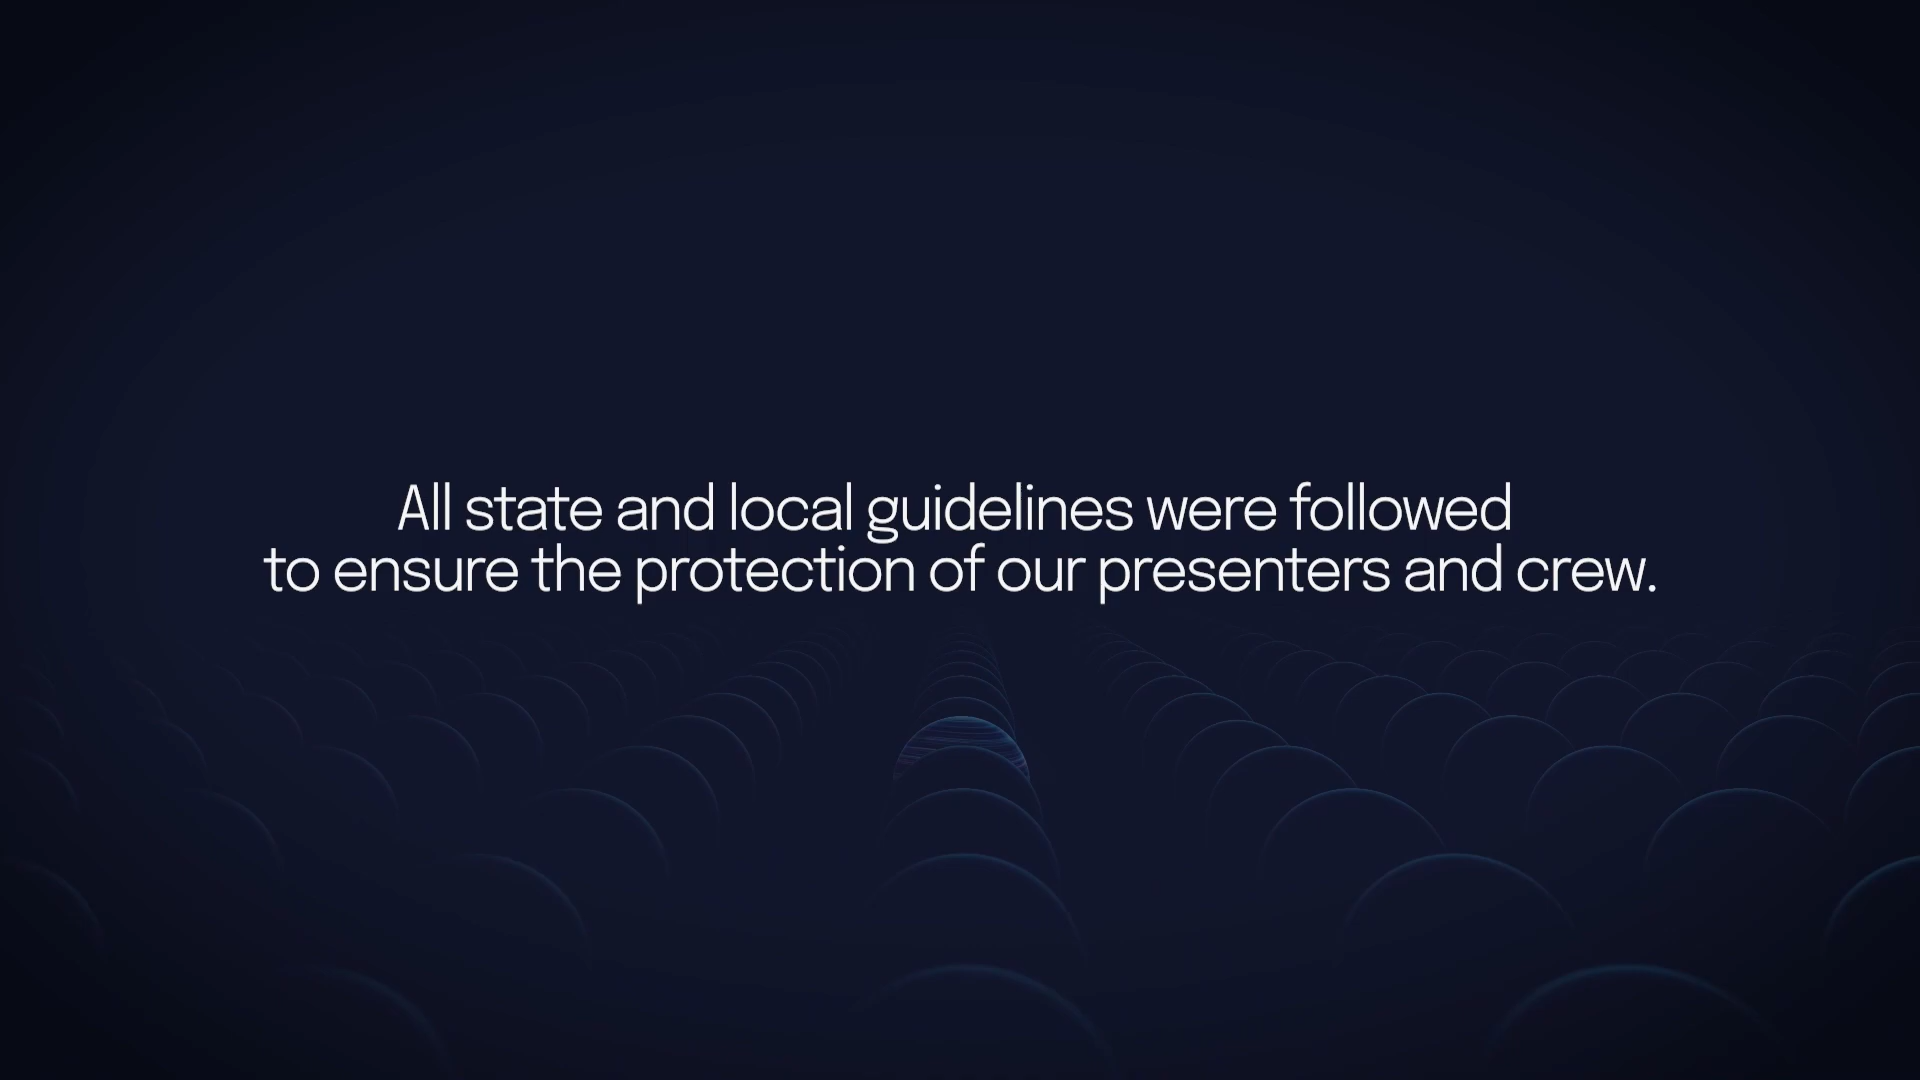 All state and local guidelines were followed
to ensure the protection of our presenters and crew.